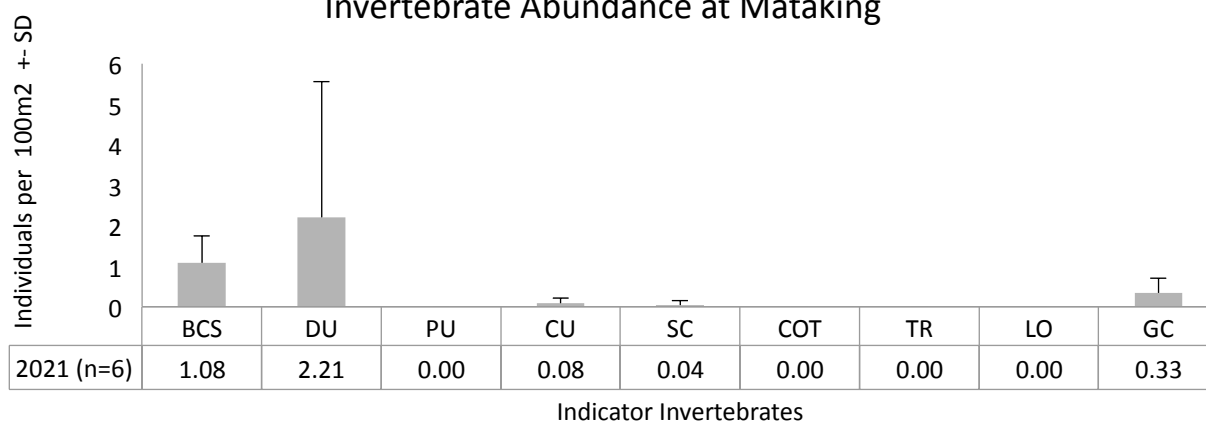 Invertebrate Abundance at Mataking
Individuals per 100m2 +- SD
6
5
4
3
2
1
0
BCS DU PU CU SC COT TR LO GC
2021 (n=6) 1.08 2.21 0.00 0.08 0.04 0.00 0.00 0.00 0.33
Indicator Invertebrates